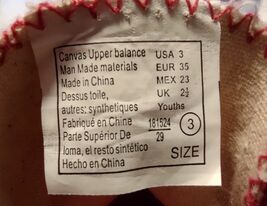 Canvas Upper balance USA 3
Man Made materials EUR 35
Made in China MEX 23
Dessus toile, UK 2½
autres: synthetiques Youths
Fabriqué en China 181524 3
Parte Superior De 29
loma, el resto sintético SIZE
Hecho en China